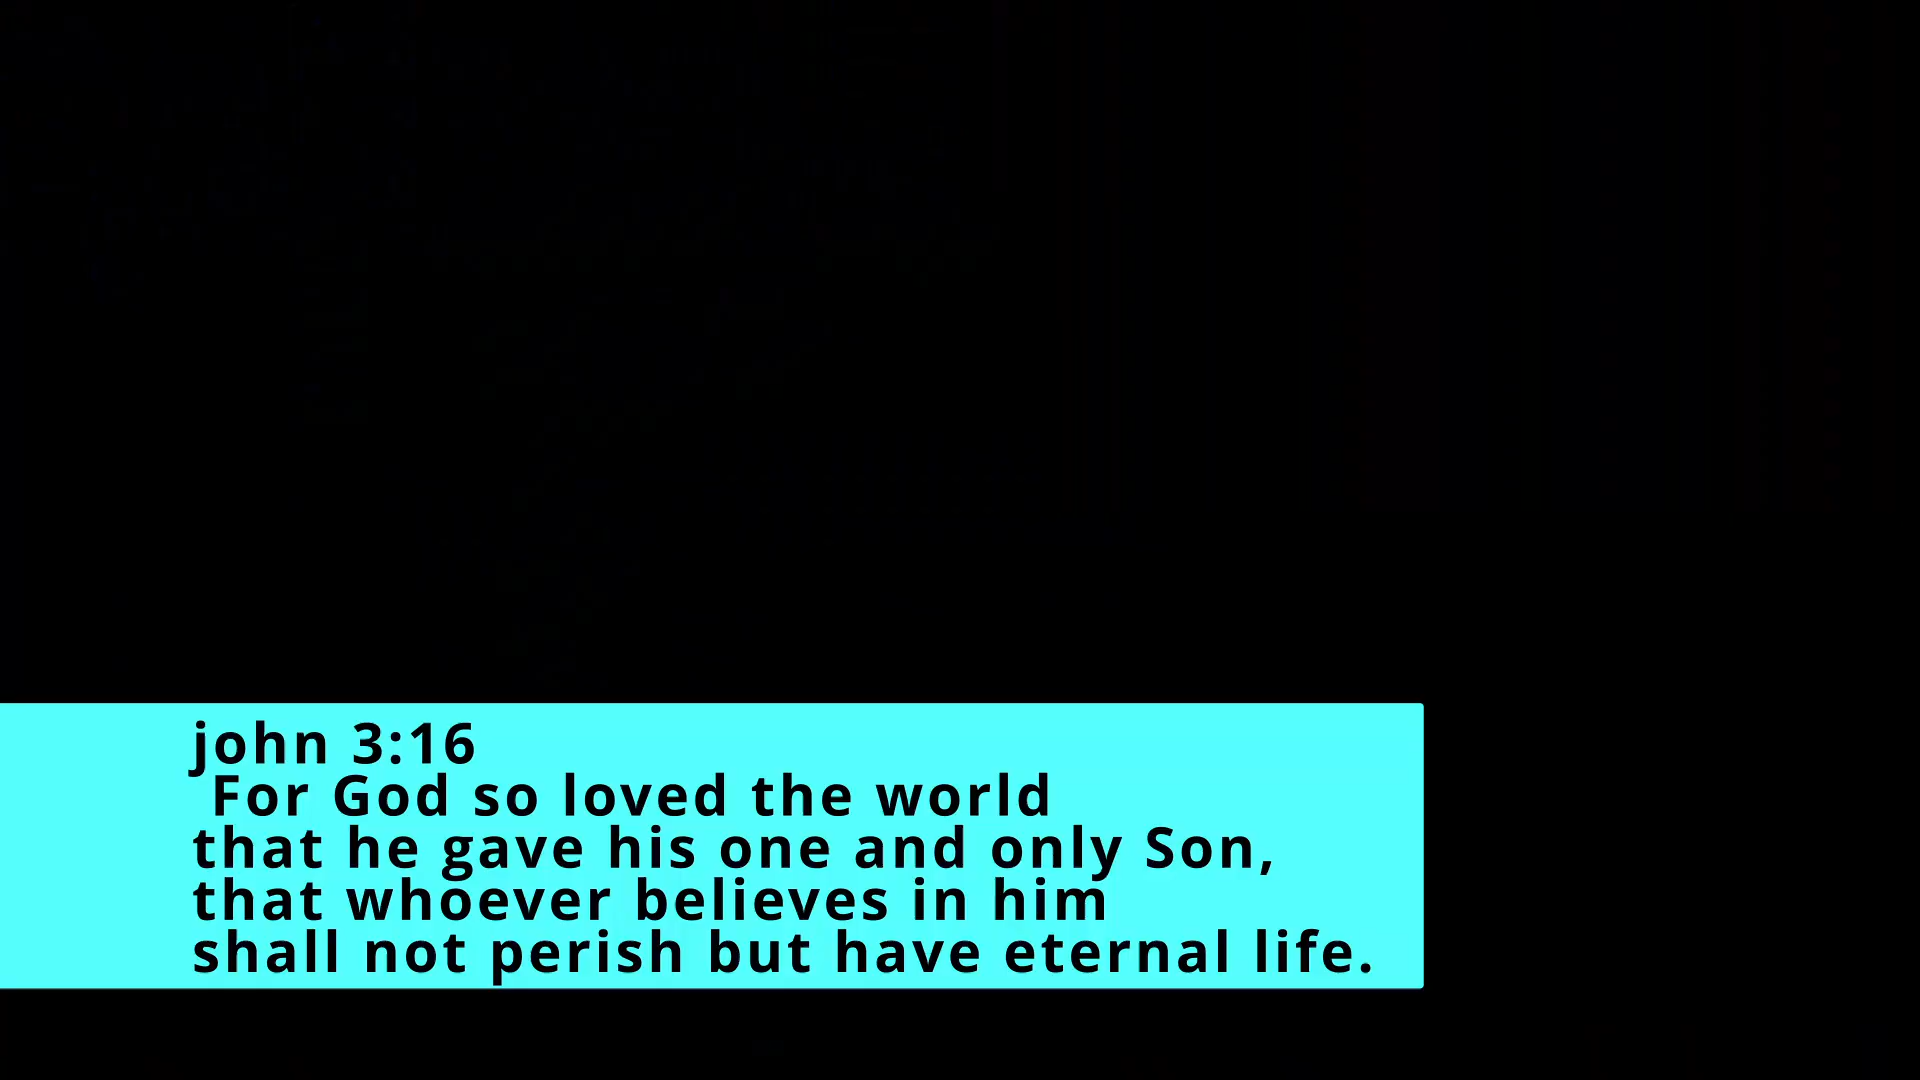 john 3:16
For God so loved the world
that he gave his one and only Son,
that whoever believes in him
shall not perish but have eternal life.